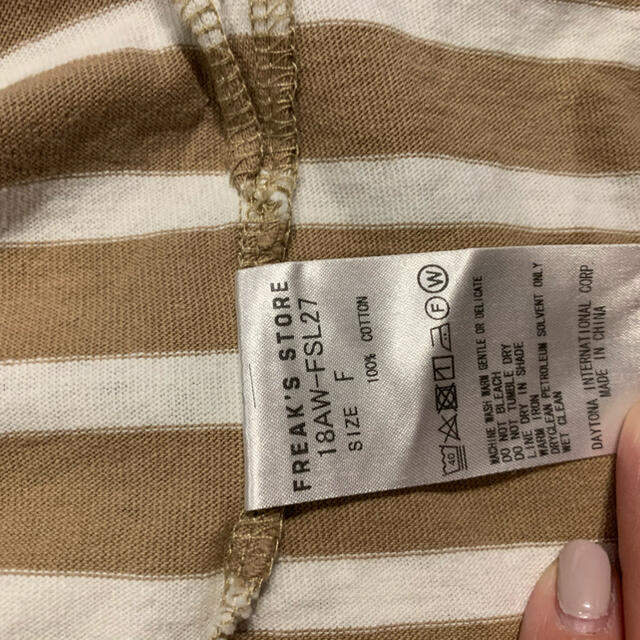 FREAK'S STORE
18AW-FSL27
SIZE F
100% COTTON
40 F W
MACHINE WASH WARM GENTLE OR DELICATE
DO NOT BLEACH
DO NOT TUMBLE DRY
LINE DRY IN SHADE
WARM IRON
DRYCLEAN PETROLEUM SOLVENT ONLY
WET CLEAN
DAYTONA INTERNATIONAL CORP.
MADE IN CHINA